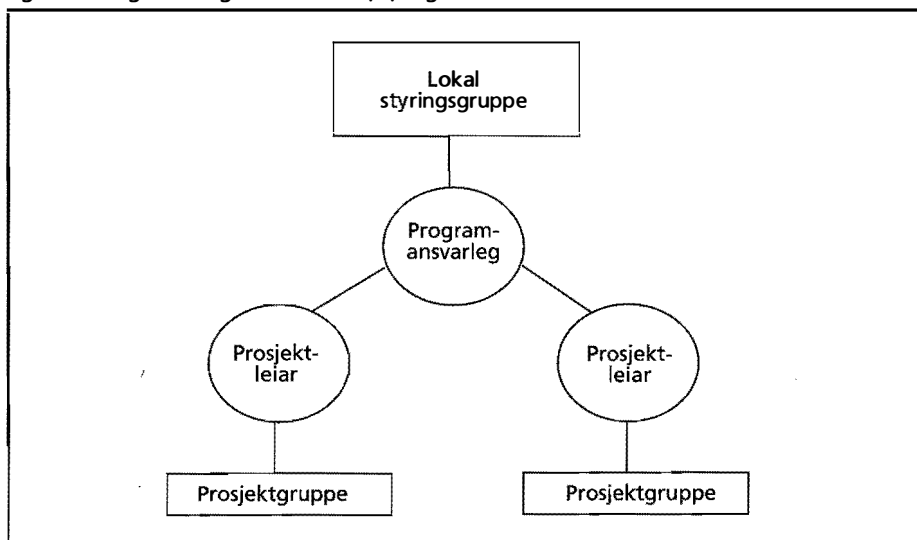 Lokal
styringsgruppe
Program-
ansvarleg
Prosjekt-
leiar
Prosjekt-
leiar
Prosjektgruppe
Prosjektgruppe